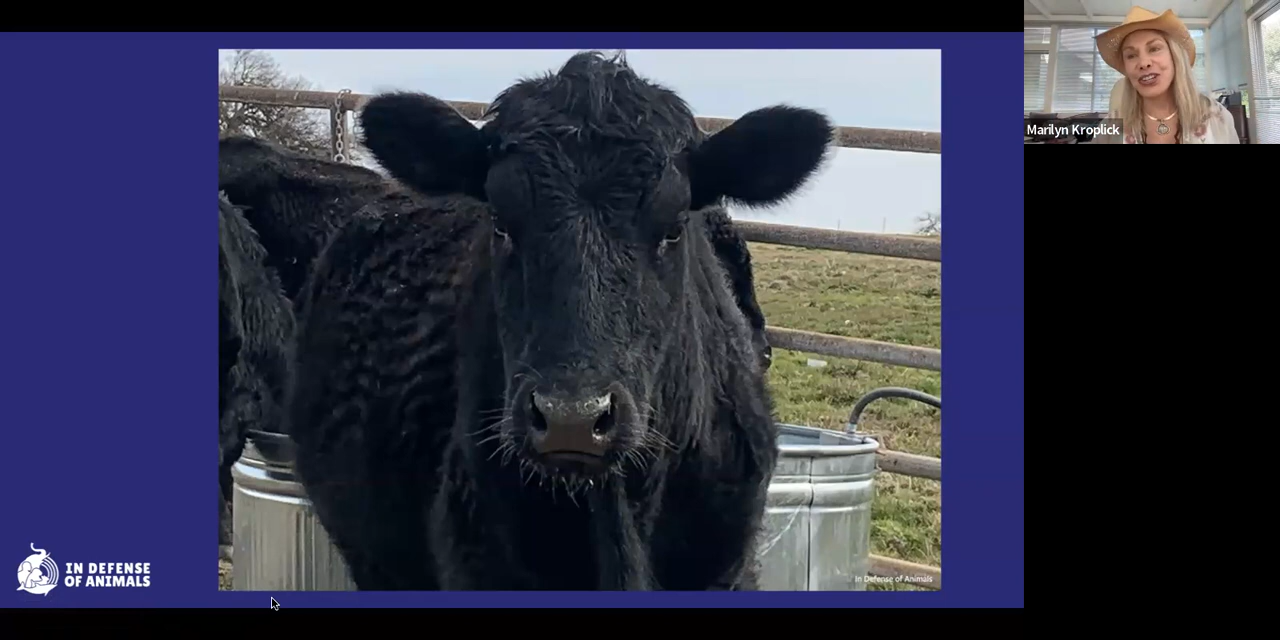 Marilyn Kroplick
In Defense of Animals
IN DEFENSE
OF ANIMALS